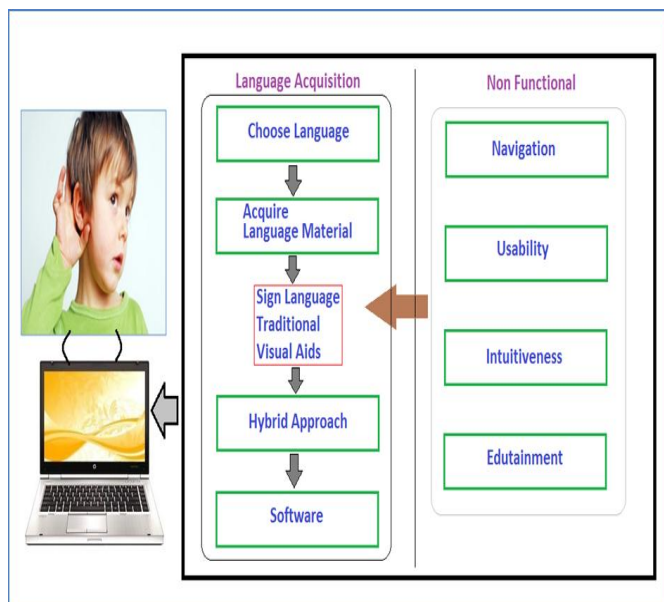 Language Acquisition
Choose Language
Acquire
Language Material
Sign Language
Traditional
Visual Aids
Hybrid Approach
Software
Non Functional
Navigation
Usability
Intuitiveness
Edutainment